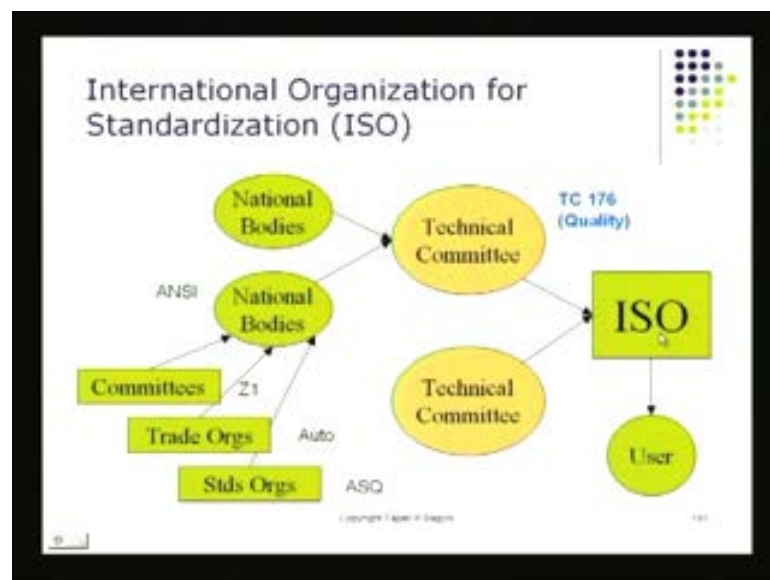 International Organization for
Standardization (ISO)
National
Bodies
Technical
Committee
TC 176
(Quality)
ANSI
National
Bodies
ISO
Committees
Z1
Trade Orgs
Auto
Stds Orgs
ASQ
Technical
Committee
User
Copyright